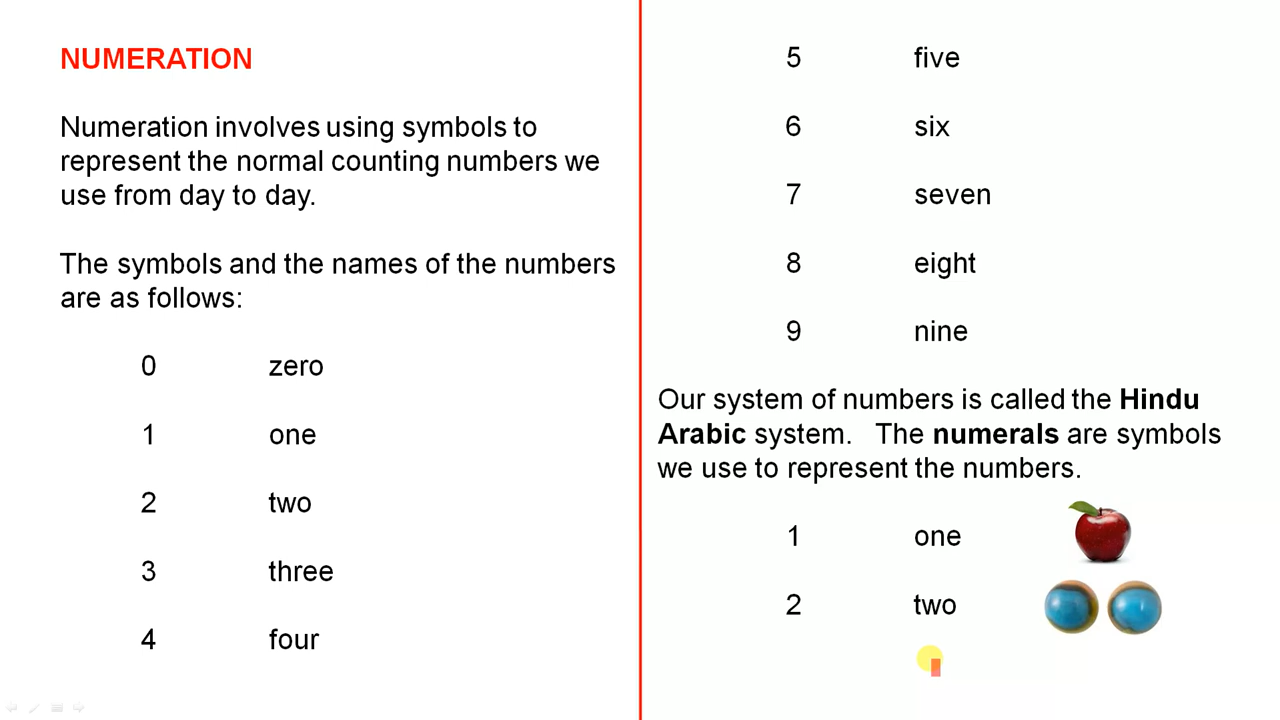 NUMERATION
Numeration involves using symbols to
represent the normal counting numbers we
use from day to day.
The symbols and the names of the numbers
are as follows:
0 zero
1 one
2 two
3 three
4 four
5 five
6 six
7 seven
8 eight
9 nine
Our system of numbers is called the Hindu
Arabic system. The numerals are symbols
we use to represent the numbers.
1 one
2 two